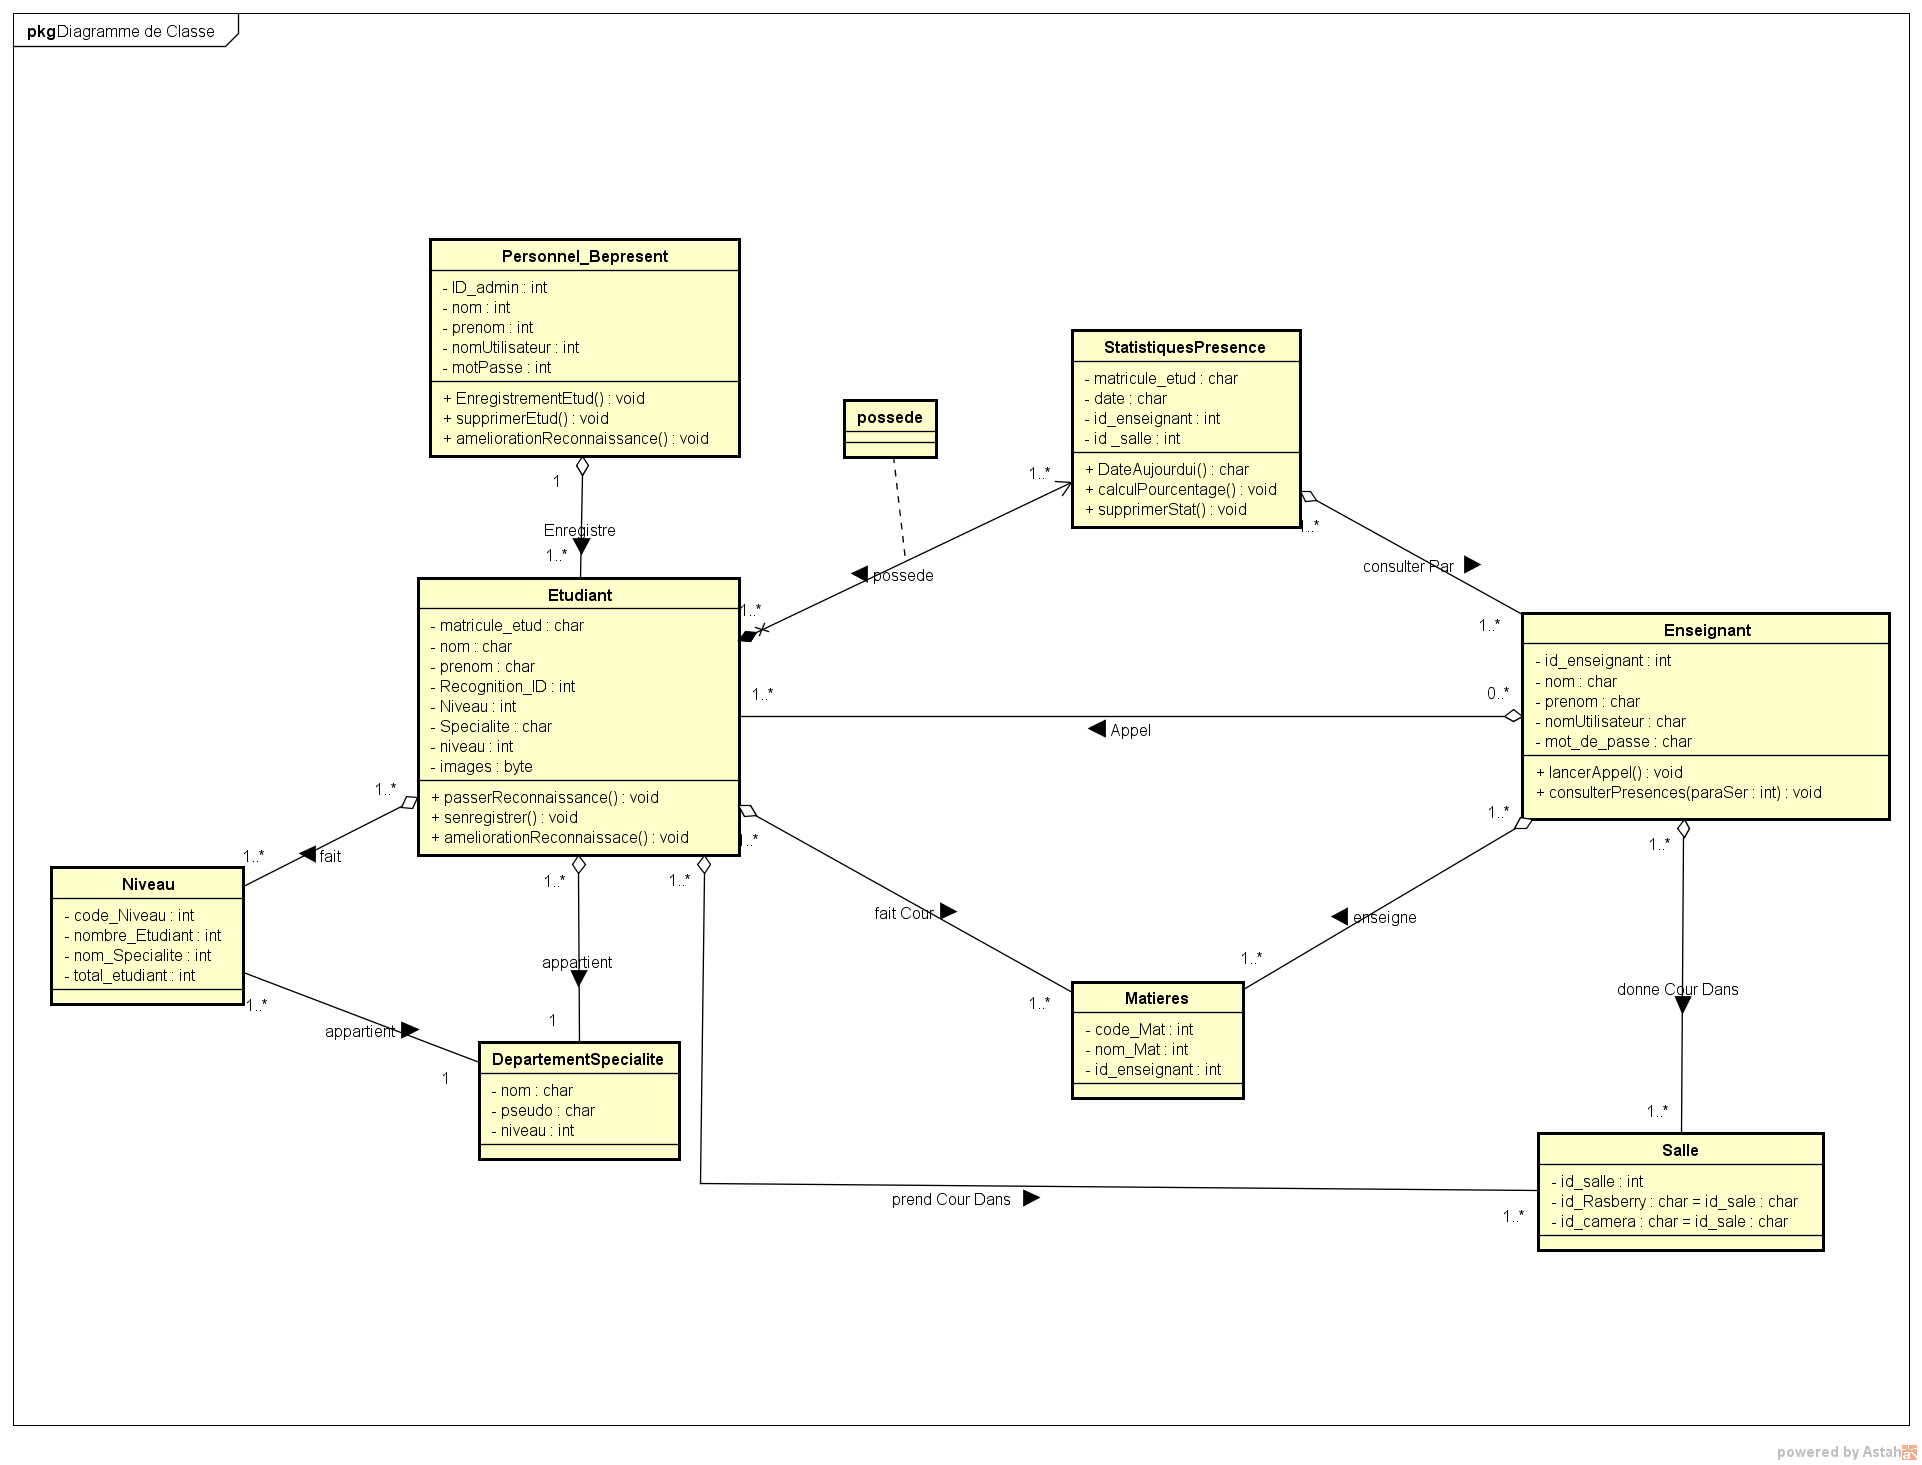 pkg Diagramme de Classe
Personnel_Bepresent
- ID_admin : int
- nom : int
- prenom : int
- nomUtilisateur : int
- motPasse : int
+ EnregistrementEtud() : void
+ supprimerEtud() : void
+ ameliorationReconnaissance() : void
1
Enregistre
1..*
StatistiquesPresence
- matricule_etud : char
- date : char
- id_enseignant : int
- id _salle : int
+ DateAujourdui() : char
+ calculPourcentage() : void
+ supprimerStat() : void
possede
1..*
possede
1..*
1..*
consulter Par
1..*
Etudiant
- matricule_etud : char
- nom : char
- prenom : char
- Recognition_ID : int
- Niveau : int
- Specialite : char
- niveau : int
- images : byte
+ passerReconnaissance() : void
+ senregistrer() : void
+ ameliorationReconnaissace() : void
1..*
0..*
Appel
Enseignant
- id_enseignant : int
- nom : char
- prenom : char
- nomUtilisateur : char
- mot_de_passe : char
+ lancerAppel() : void
+ consulterPresences(paraSer : int) : void
1..*
fait
1..*
Niveau
- code_Niveau : int
- nombre_Etudiant : int
- nom_Specialite : int
- total_etudiant : int
1..*
appartient
1
1..*
appartient
1
DepartementSpecialite
- nom : char
- pseudo : char
- niveau : int
1..*
prend Cour Dans
1..*
1..*
fait Cour
1..*
1..*
enseigne
1..*
Matieres
- code_Mat : int
- nom_Mat : int
- id_enseignant : int
1..*
donne Cour Dans
1..*
Salle
- id_salle : int
- id_Rasberry : char = id_sale : char
- id_camera : char = id_sale : char
powered by Astah